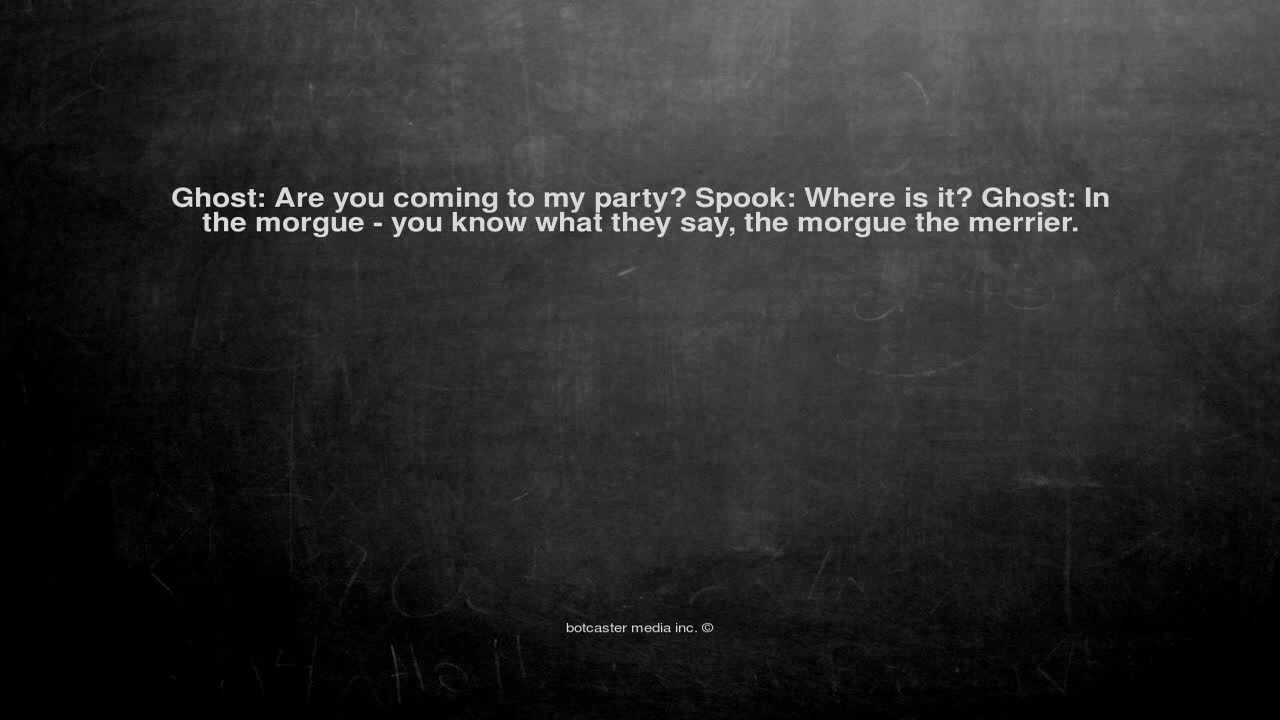 Ghost: Are you coming to my party? Spook: Where is it? Ghost: In
the morgue - you know what they say, the morgue the merrier.
botcaster media inc. ©